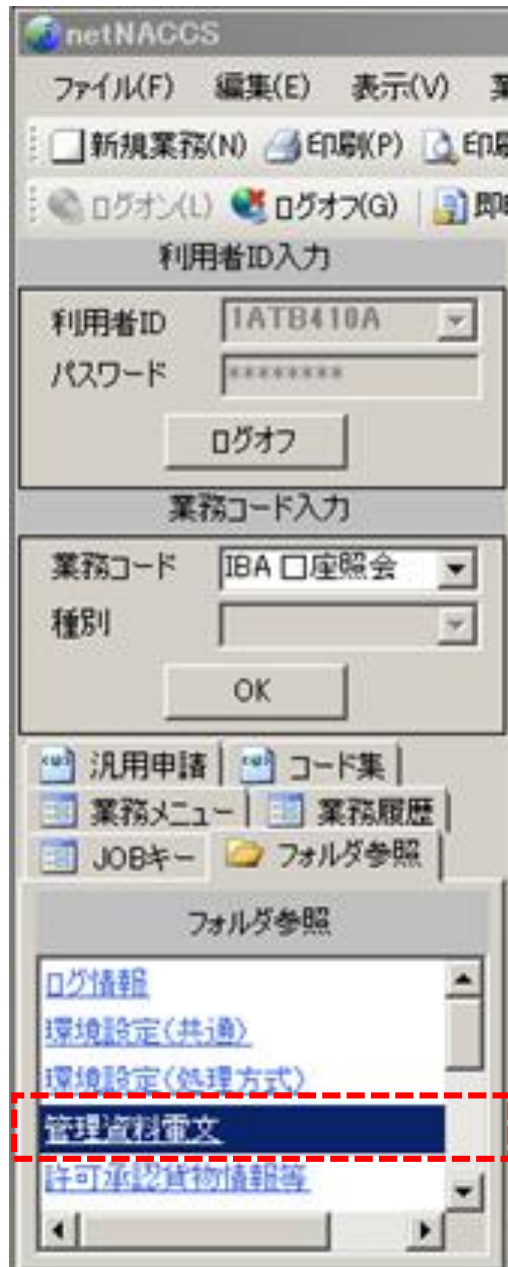 netNACCS
ファイル(F) 編集(E) 表示(V)
新規業務(N) 印刷(P)
ログオン(L) ログオフ(G)
利用者ID入力
利用者ID 1ATB410A
パスワード ********
ログオフ
業務コード入力
業務コード IBA 口座照会
種別
OK
汎用申請 コード集
業務メニュー 業務履歴
JOBキー フォルダ参照
フォルダ参照
ログ情報
環境設定(共通)
環境設定(処理方式)
管理資料電文
許可承認貨物情報等